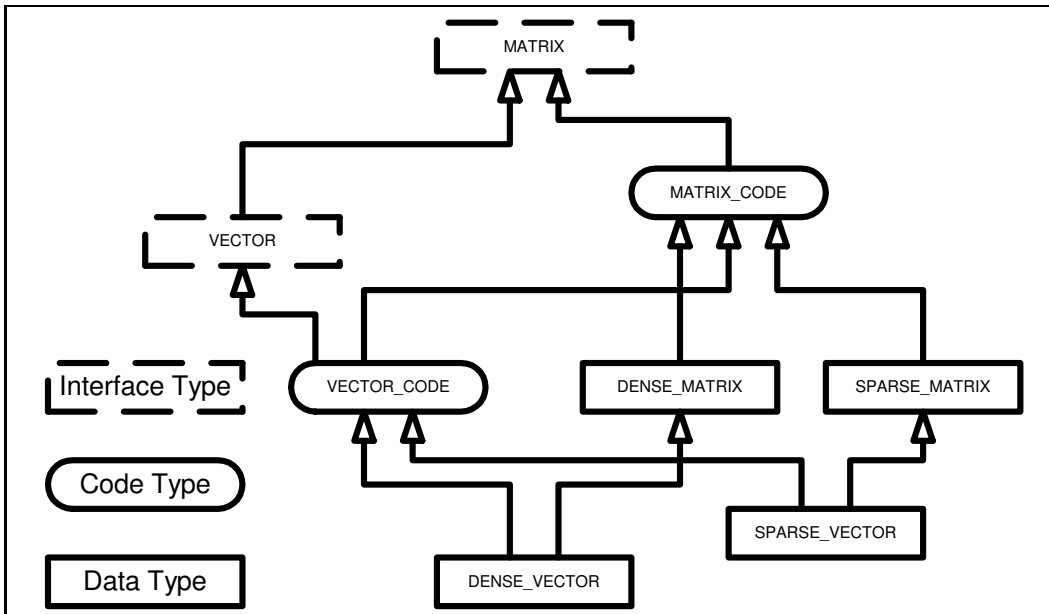 MATRIX
MATRIX_CODE
VECTOR
Interface Type
VECTOR_CODE
DENSE_MATRIX
SPARSE_MATRIX
Code Type
SPARSE_VECTOR
Data Type
DENSE_VECTOR